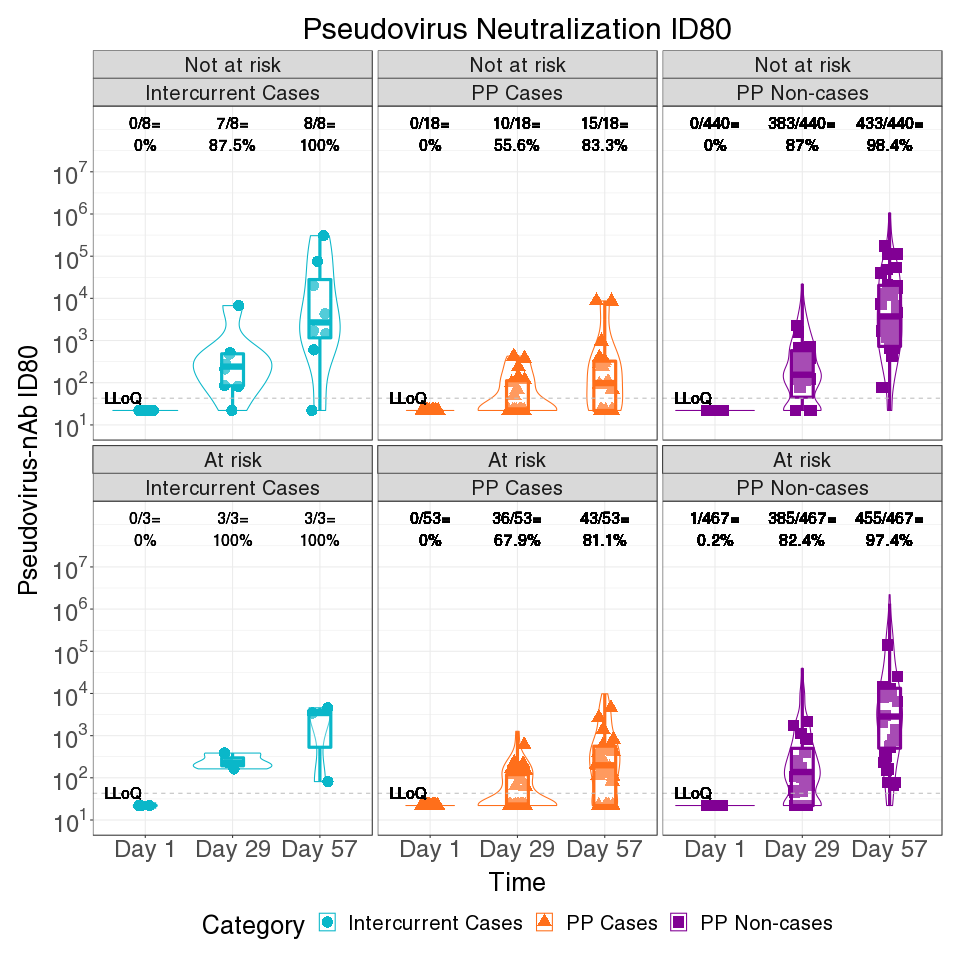 Pseudovirus Neutralization ID80
Not at risk
Not at risk
Not at risk
Intercurrent Cases
PP Cases
PP Non-cases
0/8= 7/8= 8/8=
0% 87.5% 100%
0/18= 10/18= 15/18=
0% 55.6% 83.3%
0/440= 383/440= 433/440=
0% 87% 98.4%
10^7
10^6
10^5
10^4
10^3
10^2
10^1
LLoQ
LLoQ
LLoQ
Pseudovirus-nAb ID80
At risk
At risk
At risk
Intercurrent Cases
PP Cases
PP Non-cases
0/3= 3/3= 3/3=
0% 100% 100%
0/53= 36/53= 43/53=
0% 67.9% 81.1%
1/467= 385/467= 455/467=
0.2% 82.4% 97.4%
10^7
10^6
10^5
10^4
10^3
10^2
10^1
LLoQ
LLoQ
LLoQ
Day 1 Day 29 Day 57
Day 1 Day 29 Day 57
Day 1 Day 29 Day 57
Time
Category Intercurrent Cases PP Cases PP Non-cases